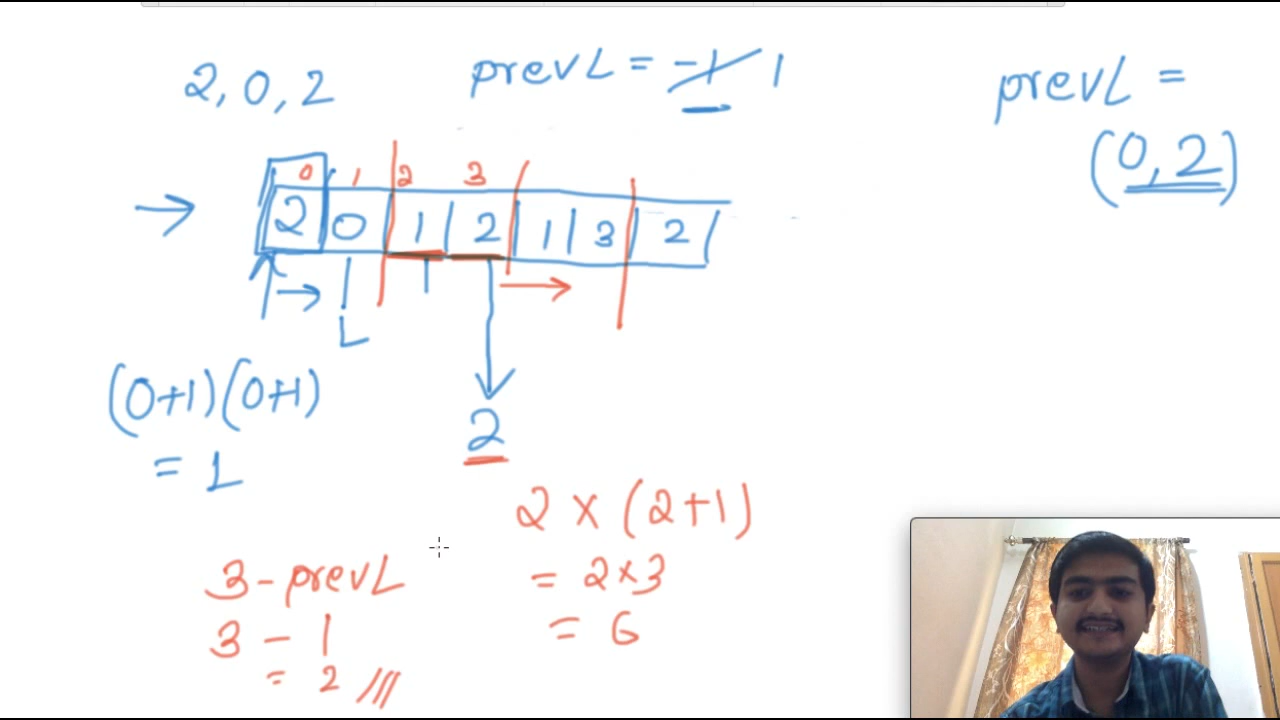 2, 0, 2
prevL = -1 1
prevL =
(0, 2)
0 1 2 3
2 0 1 2 1 3 2
L
(0+1)(0+1)
= 1
2
2 × (2+1)
= 2×3
= 6
3 - prevL
3 - 1
= 2